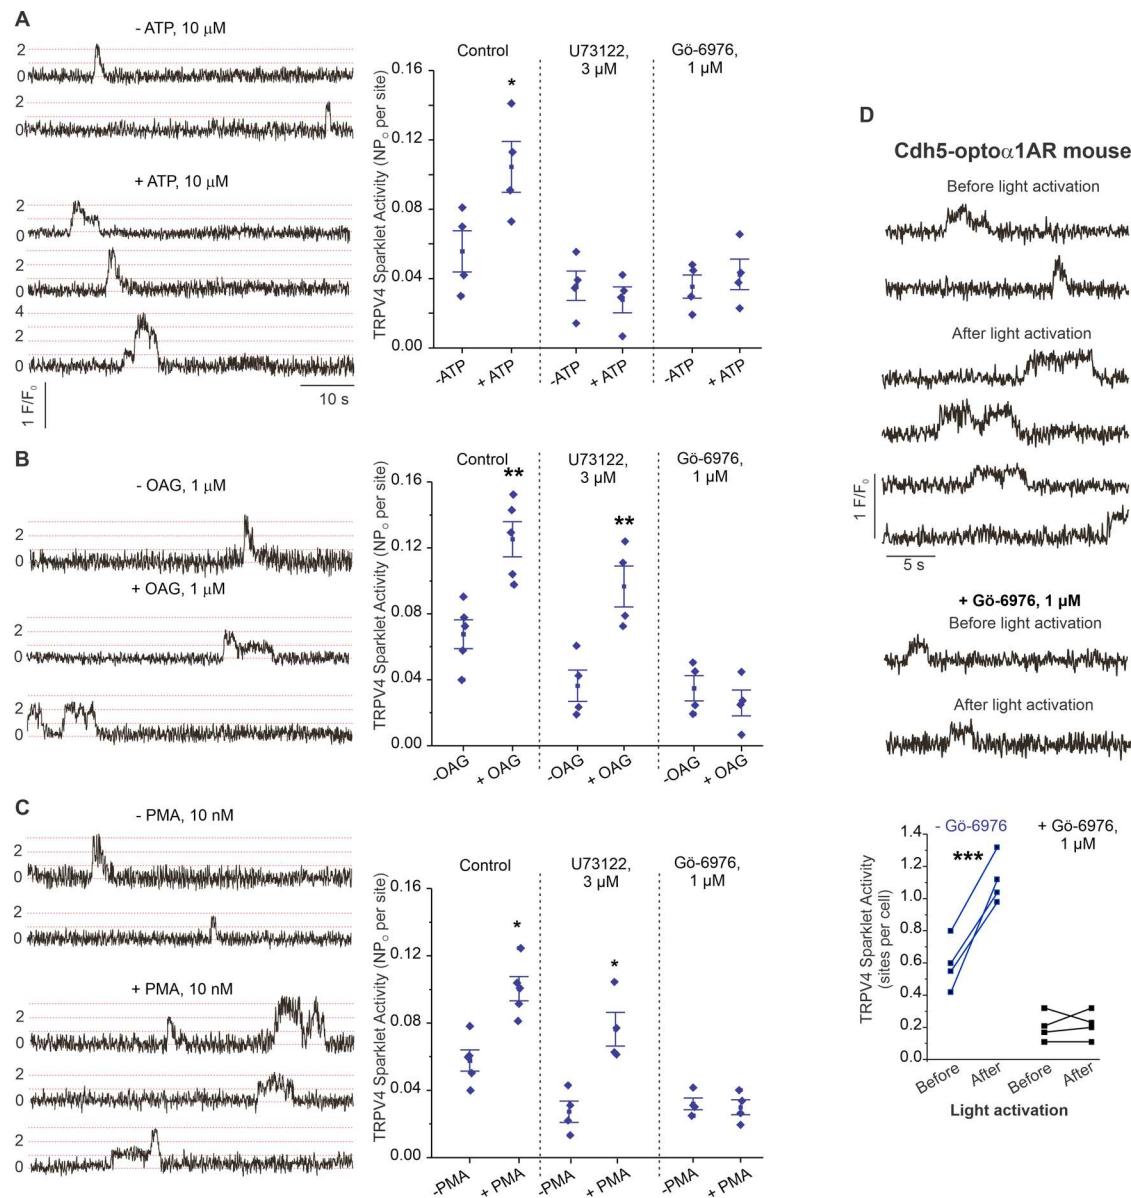 A
- ATP, 10 µM
2
0
2
0
+ ATP, 10 µM
2
0
2
0
4
2
0
1 F/F0
10 s
Control
U73122,
3 µM
Gö-6976,
1 µM
TRPV4 Sparklet Activity (NPO per site)
0.16
0.12
0.08
0.04
0.00
*
-ATP
+ ATP
-ATP
+ ATP
-ATP
+ ATP
B
- OAG, 1 µM
2
0
+ OAG, 1 µM
2
0
2
0
Control
U73122,
3 µM
Gö-6976,
1 µM
TRPV4 Sparklet Activity (NPO per site)
0.16
0.12
0.08
0.04
0.00
**
**
-OAG
+ OAG
-OAG
+ OAG
-OAG
+ OAG
C
- PMA, 10 nM
2
0
2
0
+ PMA, 10 nM
2
0
2
0
2
0
Control
U73122,
3 µM
Gö-6976,
1 µM
TRPV4 Sparklet Activity (NPO per site)
0.16
0.12
0.08
0.04
0.00
*
*
-PMA
+ PMA
-PMA
+ PMA
-PMA
+ PMA
D
Cdh5-optoα1AR mouse
Before light activation
After light activation
1 F/F0
5 s
+ Gö-6976, 1 µM
Before light activation
After light activation
- Gö-6976
+ Gö-6976,
1 µM
***
TRPV4 Sparklet Activity
(sites per cell)
1.4
1.2
1.0
0.8
0.6
0.4
0.2
0.0
Before
After
Before
After
Light activation